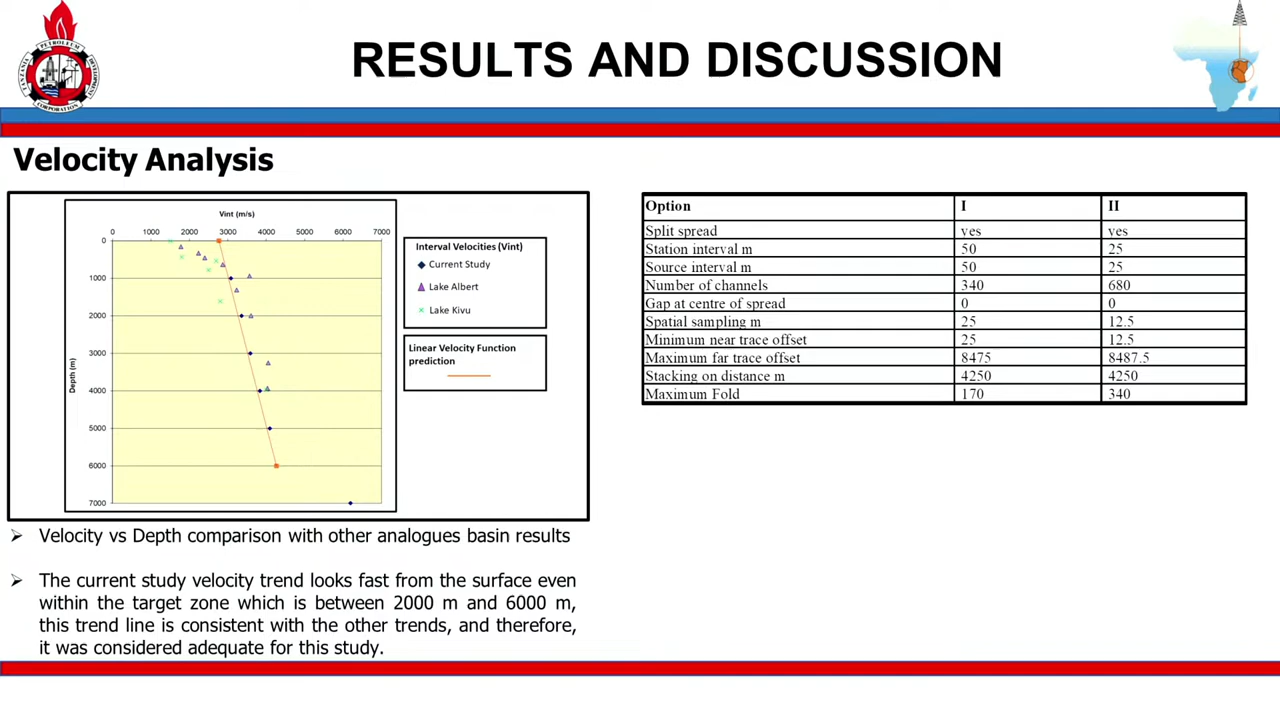 RESULTS AND DISCUSSION
TANZANIA PETROLEUM DEVELOPMENT
CORPORATION
Velocity Analysis
Vint (m/s)
0 1000 2000 3000 4000 5000 6000 7000
0
1000
2000
3000
4000
5000
6000
7000
Depth (m)
Interval Velocities (Vint)
Current Study
Lake Albert
Lake Kivu
Linear Velocity Function
prediction
Option I II
Split spread yes yes
Station interval m 50 25
Source interval m 50 25
Number of channels 340 680
Gap at centre of spread 0 0
Spatial sampling m 25 12.5
Minimum near trace offset 25 12.5
Maximum far trace offset 8475 8487.5
Stacking on distance m 4250 4250
Maximum Fold 170 340
Velocity vs Depth comparison with other analogues basin results
The current study velocity trend looks fast from the surface even
within the target zone which is between 2000 m and 6000 m,
this trend line is consistent with the other trends, and therefore,
it was considered adequate for this study.